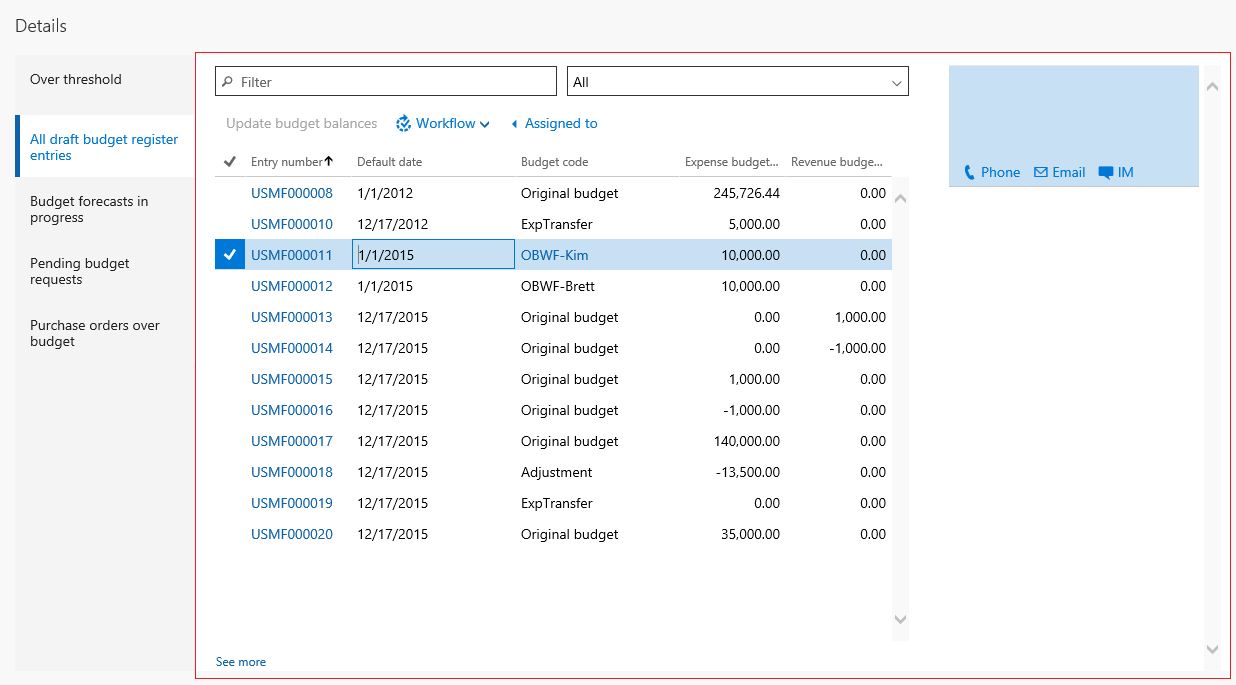 Details
Over threshold
All draft budget register
entries
Budget forecasts in
progress
Pending budget
requests
Purchase orders over
budget
Filter
All
Update budget balances Workflow Assigned to
Entry number Default date Budget code Expense budget... Revenue budge...
USMF000008 1/1/2012 Original budget 245,726.44 0.00
USMF000010 12/17/2012 ExpTransfer 5,000.00 0.00
USMF000011 1/1/2015 OBWF-Kim 10,000.00 0.00
USMF000012 1/1/2015 OBWF-Brett 10,000.00 0.00
USMF000013 12/17/2015 Original budget 0.00 1,000.00
USMF000014 12/17/2015 Original budget 0.00 -1,000.00
USMF000015 12/17/2015 Original budget 1,000.00 0.00
USMF000016 12/17/2015 Original budget -1,000.00 0.00
USMF000017 12/17/2015 Original budget 140,000.00 0.00
USMF000018 12/17/2015 Adjustment -13,500.00 0.00
USMF000019 12/17/2015 ExpTransfer 0.00 0.00
USMF000020 12/17/2015 Original budget 35,000.00 0.00
See more
Phone Email IM